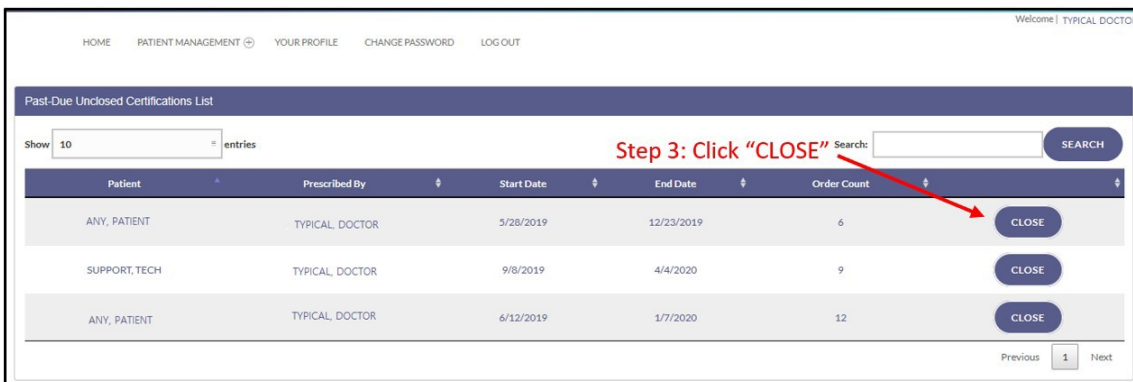 Welcome | TYPICAL DOCTO
HOME PATIENT MANAGEMENT YOUR PROFILE CHANGE PASSWORD LOG OUT
Past-Due Unclosed Certifications List
Show 10 entries Step 3: Click “CLOSE” Search: SEARCH
Patient Prescribed By Start Date End Date Order Count
ANY, PATIENT TYPICAL, DOCTOR 5/28/2019 12/23/2019 6 CLOSE
SUPPORT, TECH TYPICAL, DOCTOR 9/8/2019 4/4/2020 9 CLOSE
ANY, PATIENT TYPICAL, DOCTOR 6/12/2019 1/7/2020 12 CLOSE
Previous 1 Next